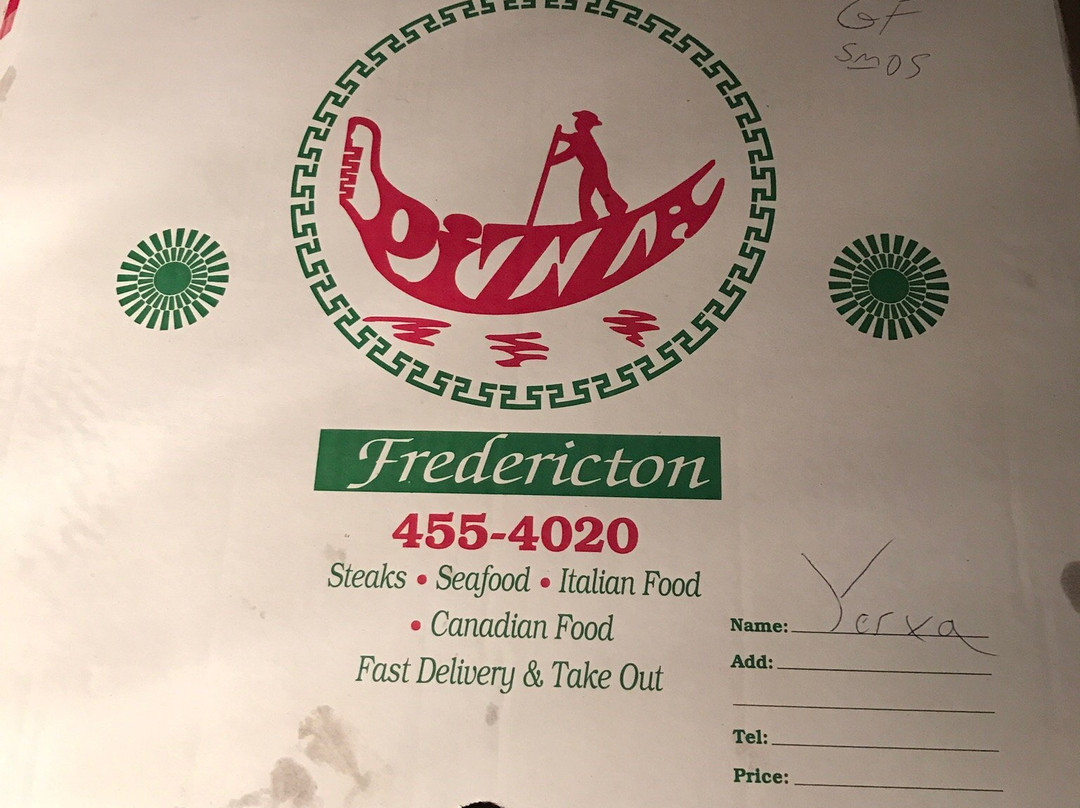 GF
SMOS
PIZZA
Fredericton
455-4020
Steaks • Seafood • Italian Food
• Canadian Food
Fast Delivery & Take Out
Name: Yerxa
Add:
Tel:
Price: